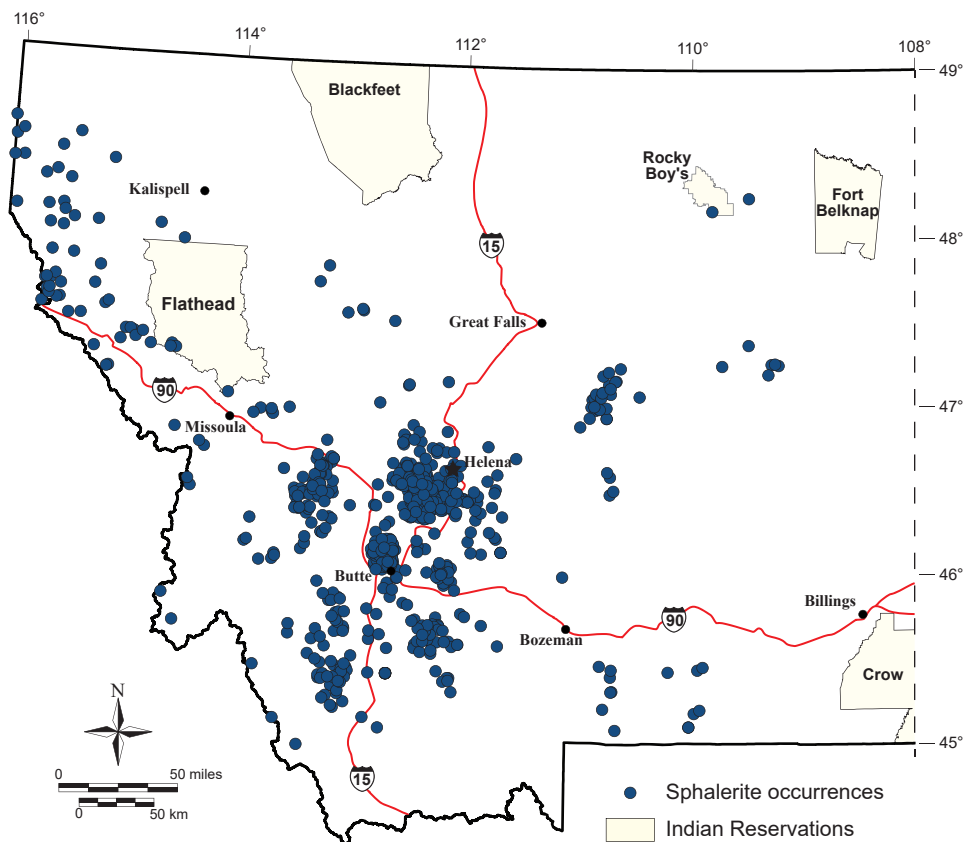 116°
114°
112°
110°
108°
49°
Blackfeet
Rocky
Boy's
Kalispell
Fort
Belknap
15
48°
Flathead
Great Falls
90
47°
Missoula
Helena
46°
Butte
Billings
90
Bozeman
Crow
N
45°
0 50 miles
0 50 km
15
Sphalerite occurrences
Indian Reservations